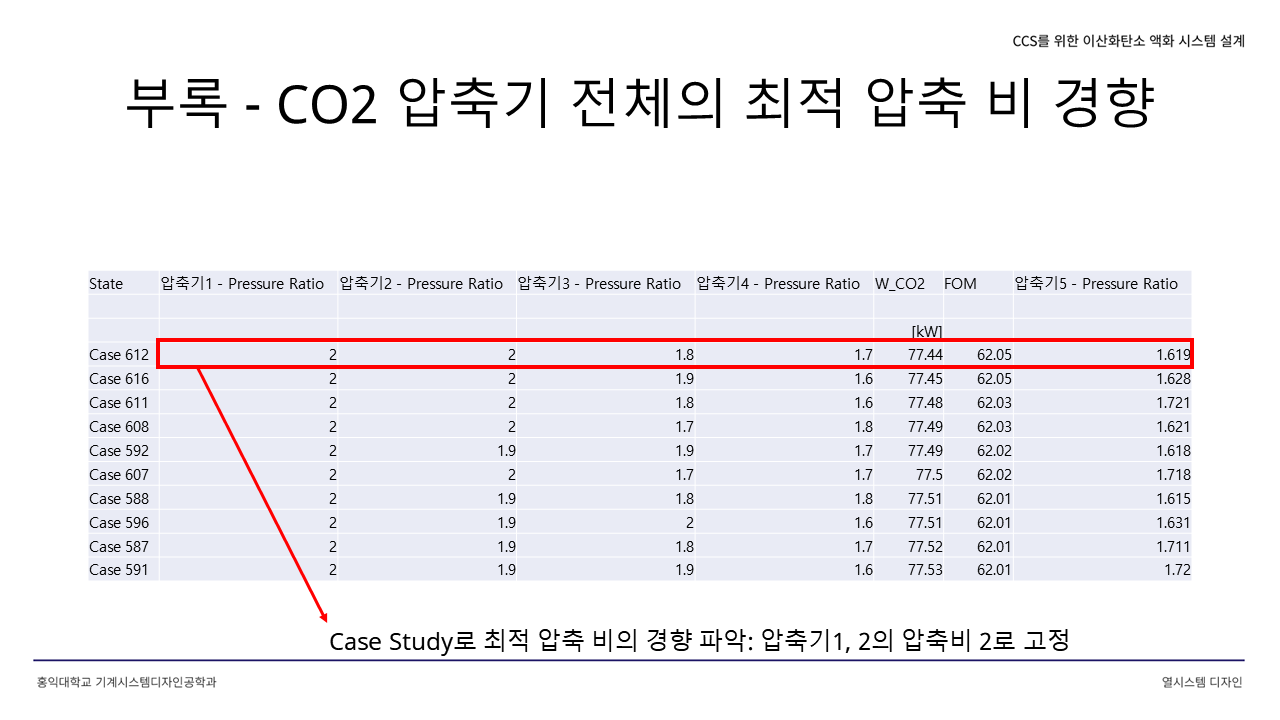 CCS를 위한 이산화탄소 액화 시스템 설계
부록 - CO2 압축기 전체의 최적 압축 비 경향
State 압축기1 - Pressure Ratio 압축기2 - Pressure Ratio 압축기3 - Pressure Ratio 압축기4 - Pressure Ratio W_CO2 FOM 압축기5 - Pressure Ratio
[kW]
Case 612 2 2 1.8 1.7 77.44 62.05 1.619
Case 616 2 2 1.9 1.6 77.45 62.05 1.628
Case 611 2 2 1.8 1.6 77.48 62.03 1.721
Case 608 2 2 1.7 1.8 77.49 62.03 1.621
Case 592 2 1.9 1.9 1.7 77.49 62.02 1.618
Case 607 2 2 1.7 1.7 77.5 62.02 1.718
Case 588 2 1.9 1.8 1.8 77.51 62.01 1.615
Case 596 2 1.9 2 1.6 77.51 62.01 1.631
Case 587 2 1.9 1.8 1.7 77.52 62.01 1.711
Case 591 2 1.9 1.9 1.6 77.53 62.01 1.72
Case Study로 최적 압축 비의 경향 파악: 압축기1, 2의 압축비 2로 고정
홍익대학교 기계시스템디자인공학과
열시스템 디자인